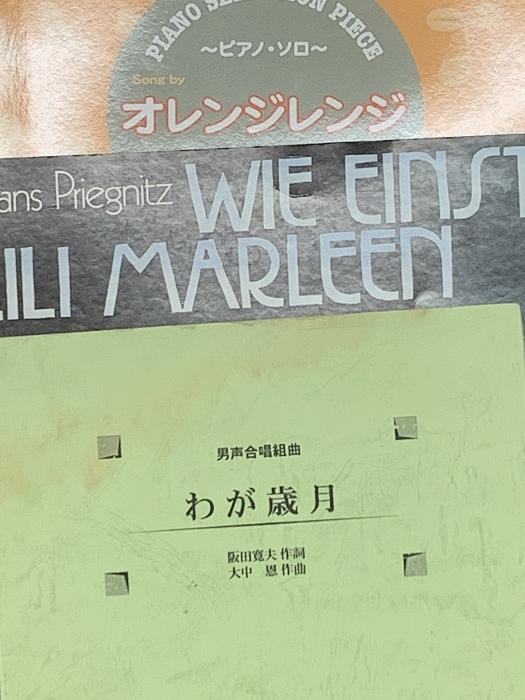 PIANO SELECTION PIECE
～ピアノ・ソロ～
Song by
オレンジレンジ
ans Priegnitz WIE EINST
LILI MARLEEN
男声合唱組曲
わが歳月
阪田寛夫 作詞
大中 恩 作曲